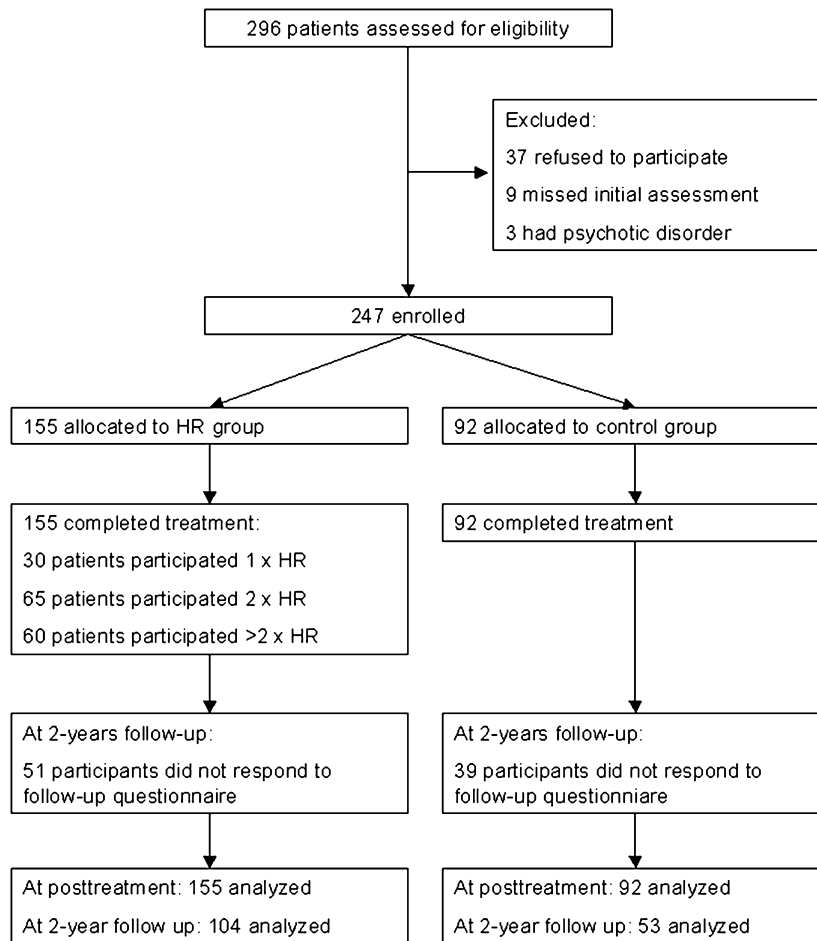 296 patients assessed for eligibility
Excluded:
37 refused to participate
9 missed initial assessment
3 had psychotic disorder
247 enrolled
155 allocated to HR group
92 allocated to control group
155 completed treatment:
30 patients participated 1 x HR
65 patients participated 2 x HR
60 patients participated >2 x HR
92 completed treatment
At 2-years follow-up:
51 participants did not respond to
follow-up questionnaire
At 2-years follow-up:
39 participants did not respond to
follow-up questionniare
At posttreatment: 155 analyzed
At 2-year follow up: 104 analyzed
At posttreatment: 92 analyzed
At 2-year follow up: 53 analyzed